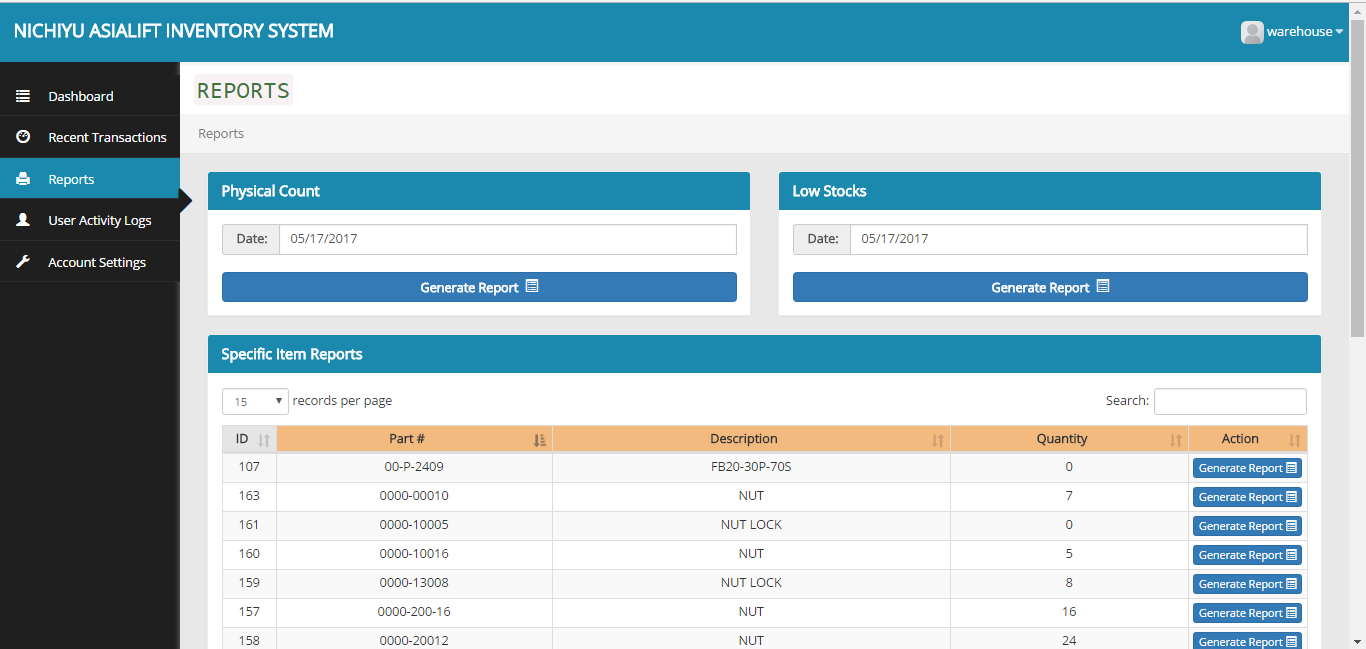 NICHIYU ASIALIFT INVENTORY SYSTEM
warehouse
Dashboard
Recent Transactions
Reports
User Activity Logs
Account Settings
REPORTS
Reports
Physical Count
Date: 05/17/2017
Generate Report
Low Stocks
Date: 05/17/2017
Generate Report
Specific Item Reports
15 records per page
Search:
ID Part # Description Quantity Action
107 00-P-2409 FB20-30P-70S 0 Generate Report
163 0000-00010 NUT 7 Generate Report
161 0000-10005 NUT LOCK 0 Generate Report
160 0000-10016 NUT 5 Generate Report
159 0000-13008 NUT LOCK 8 Generate Report
157 0000-200-16 NUT 16 Generate Report
158 0000-20012 NUT 24 Generate Report